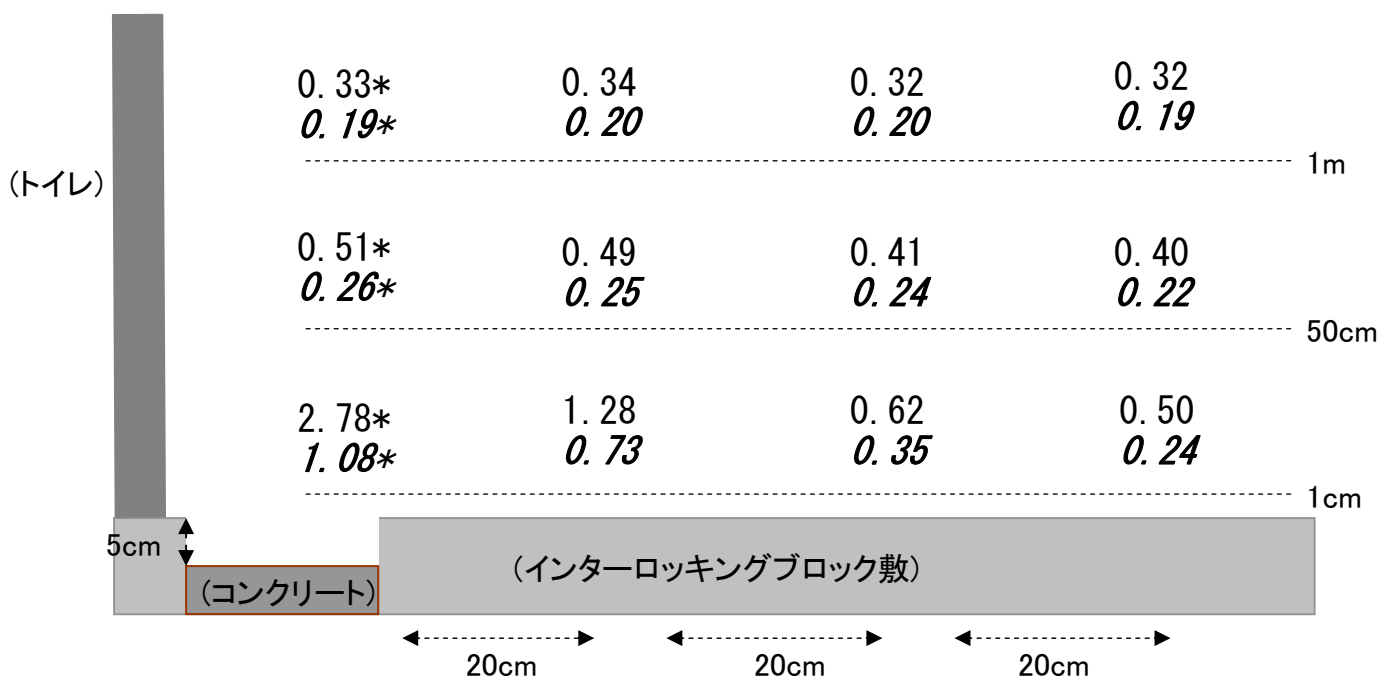 0.33* 0.34 0.32 0.32
0.19* 0.20 0.20 0.19
1m
(トイレ)
0.51* 0.49 0.41 0.40
0.26* 0.25 0.24 0.22
50cm
2.78* 1.28 0.62 0.50
1.08* 0.73 0.35 0.24
1cm
5cm
(インターロッキングブロック敷)
(コンクリート)
20cm 20cm 20cm